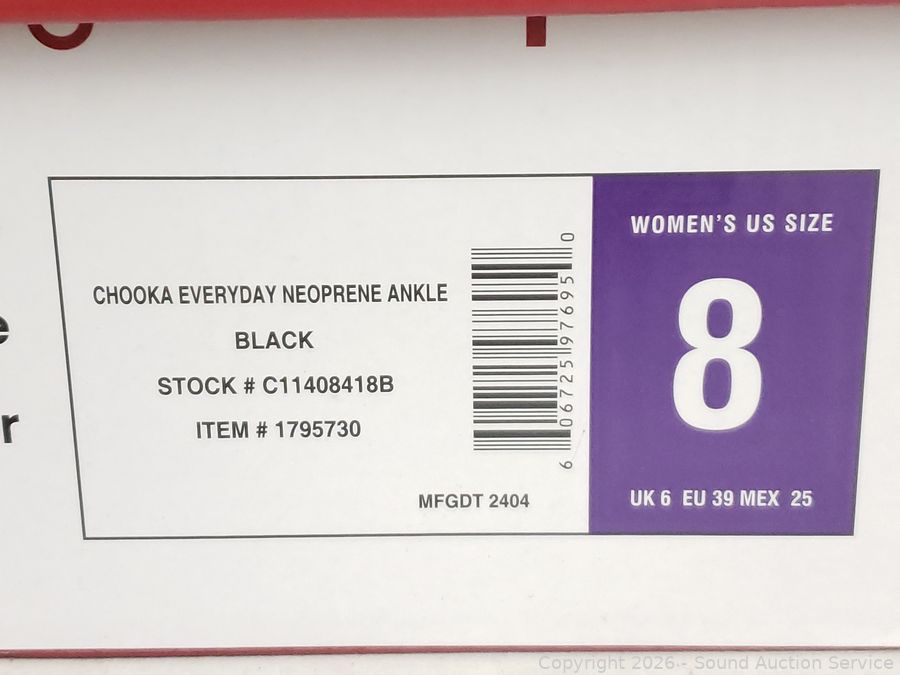 CHOOKA EVERYDAY NEOPRENE ANKLE
BLACK
STOCK # C11408418B
ITEM # 1795730
MFGDT 2404
6 06725 97695 0
WOMEN'S US SIZE
8
UK 6 EU 39 MEX 25
Copyright 2026 - Sound Auction Service